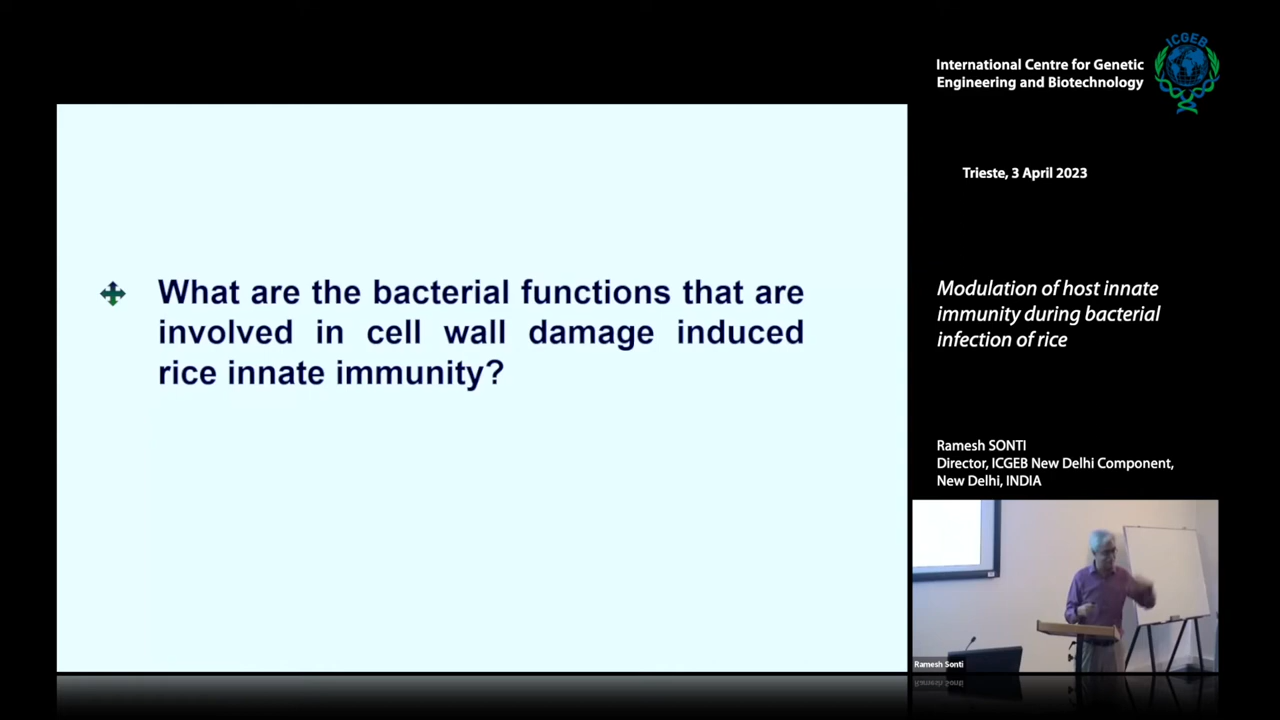 ICGEB
International Centre for Genetic
Engineering and Biotechnology
Trieste, 3 April 2023
What are the bacterial functions that are
involved in cell wall damage induced
rice innate immunity?
Modulation of host innate
immunity during bacterial
infection of rice
Ramesh SONTI
Director, ICGEB New Delhi Component,
New Delhi, INDIA
Ramesh Sonti